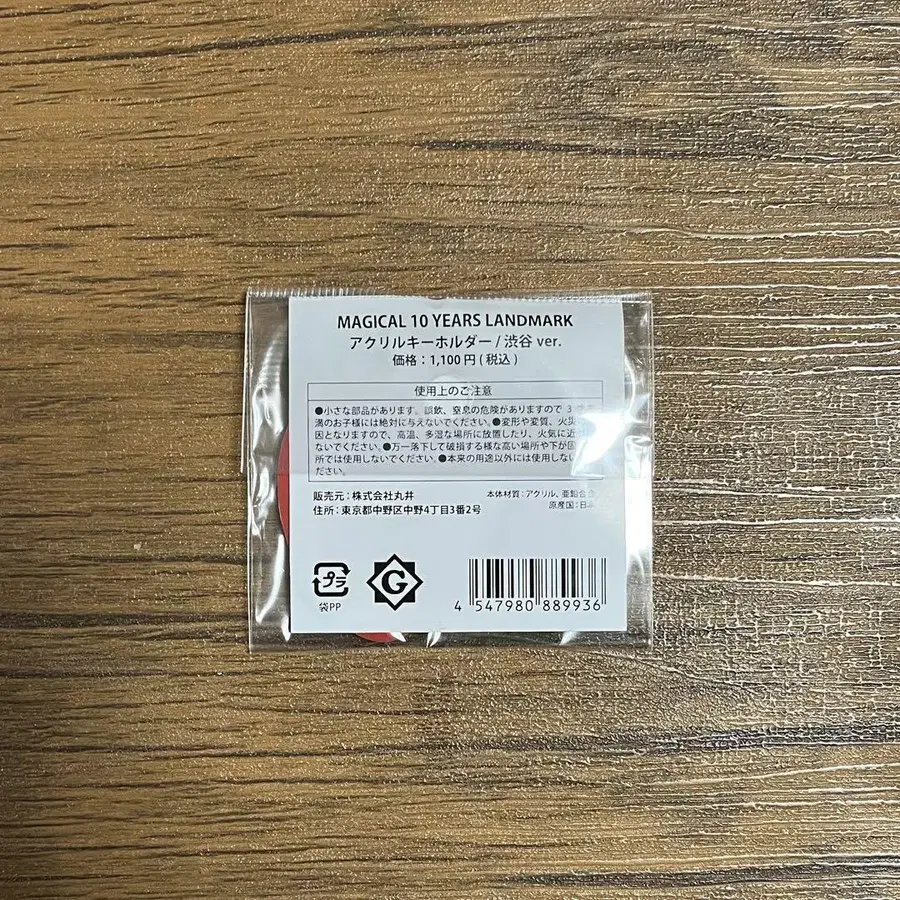 MAGICAL 10 YEARS LANDMARK
アクリルキーホルダー / 渋谷 ver.
価格：1,100 円 ( 税込 )
使用上のご注意
●小さな部品があります。誤飲、窒息の危険がありますので 3
満のお子様には絶対に与えないでください。●変形や変質、火災
因となりますので、高温、多湿な場所に放置したり、火気に近
ないでください。●万一落下して破損する様な高い場所や下が固
所では使用しないでください。●本来の用途以外には使用しない
ださい。
販売元：株式会社丸井
本体材質：アクリル、亜鉛合
住所：東京都中野区中野4丁目3番2号
原産国：日本
プラ
袋PP
G
4 547980 889936